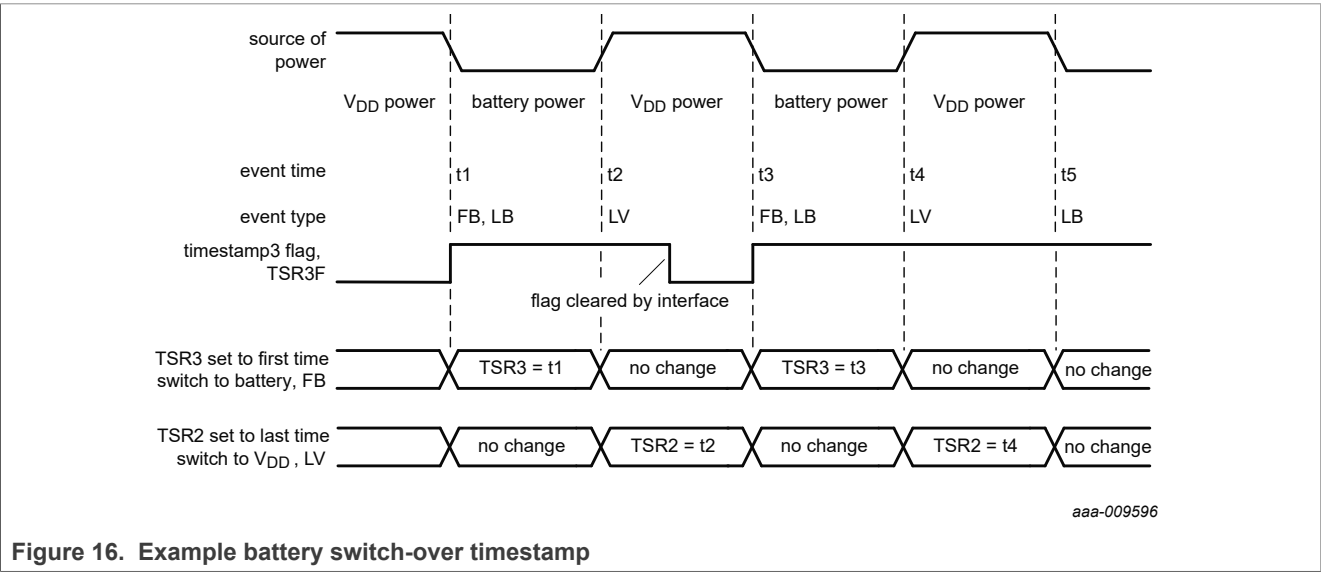 source of
power
V_DD power battery power V_DD power battery power V_DD power
event time t1 t2 t3 t4 t5
event type FB, LB LV FB, LB LV LB
timestamp3 flag,
TSR3F
flag cleared by interface
TSR3 set to first time
switch to battery, FB
TSR3 = t1 no change TSR3 = t3 no change no change
TSR2 set to last time
switch to V_DD , LV
no change TSR2 = t2 no change TSR2 = t4 no change
aaa-009596
Figure 16. Example battery switch-over timestamp